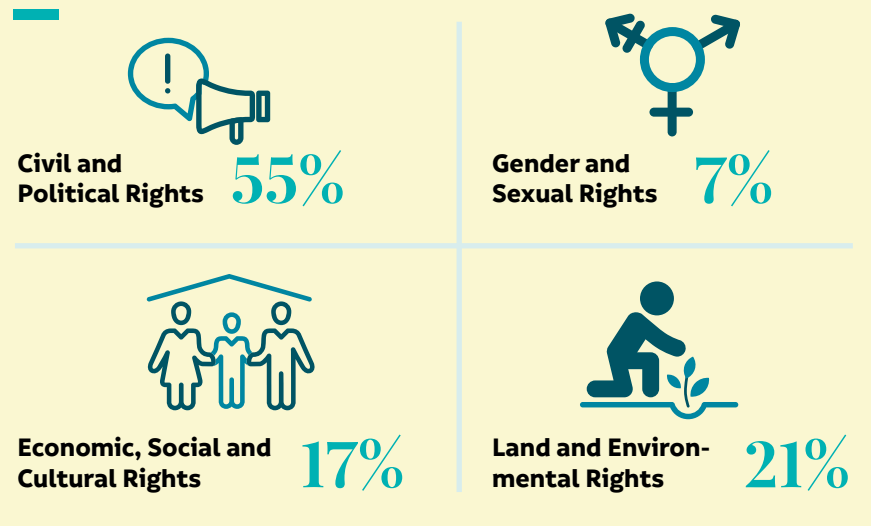 Civil and
Political Rights 55%
Gender and
Sexual Rights 7%
Economic, Social and
Cultural Rights 17%
Land and Environ-
mental Rights 21%